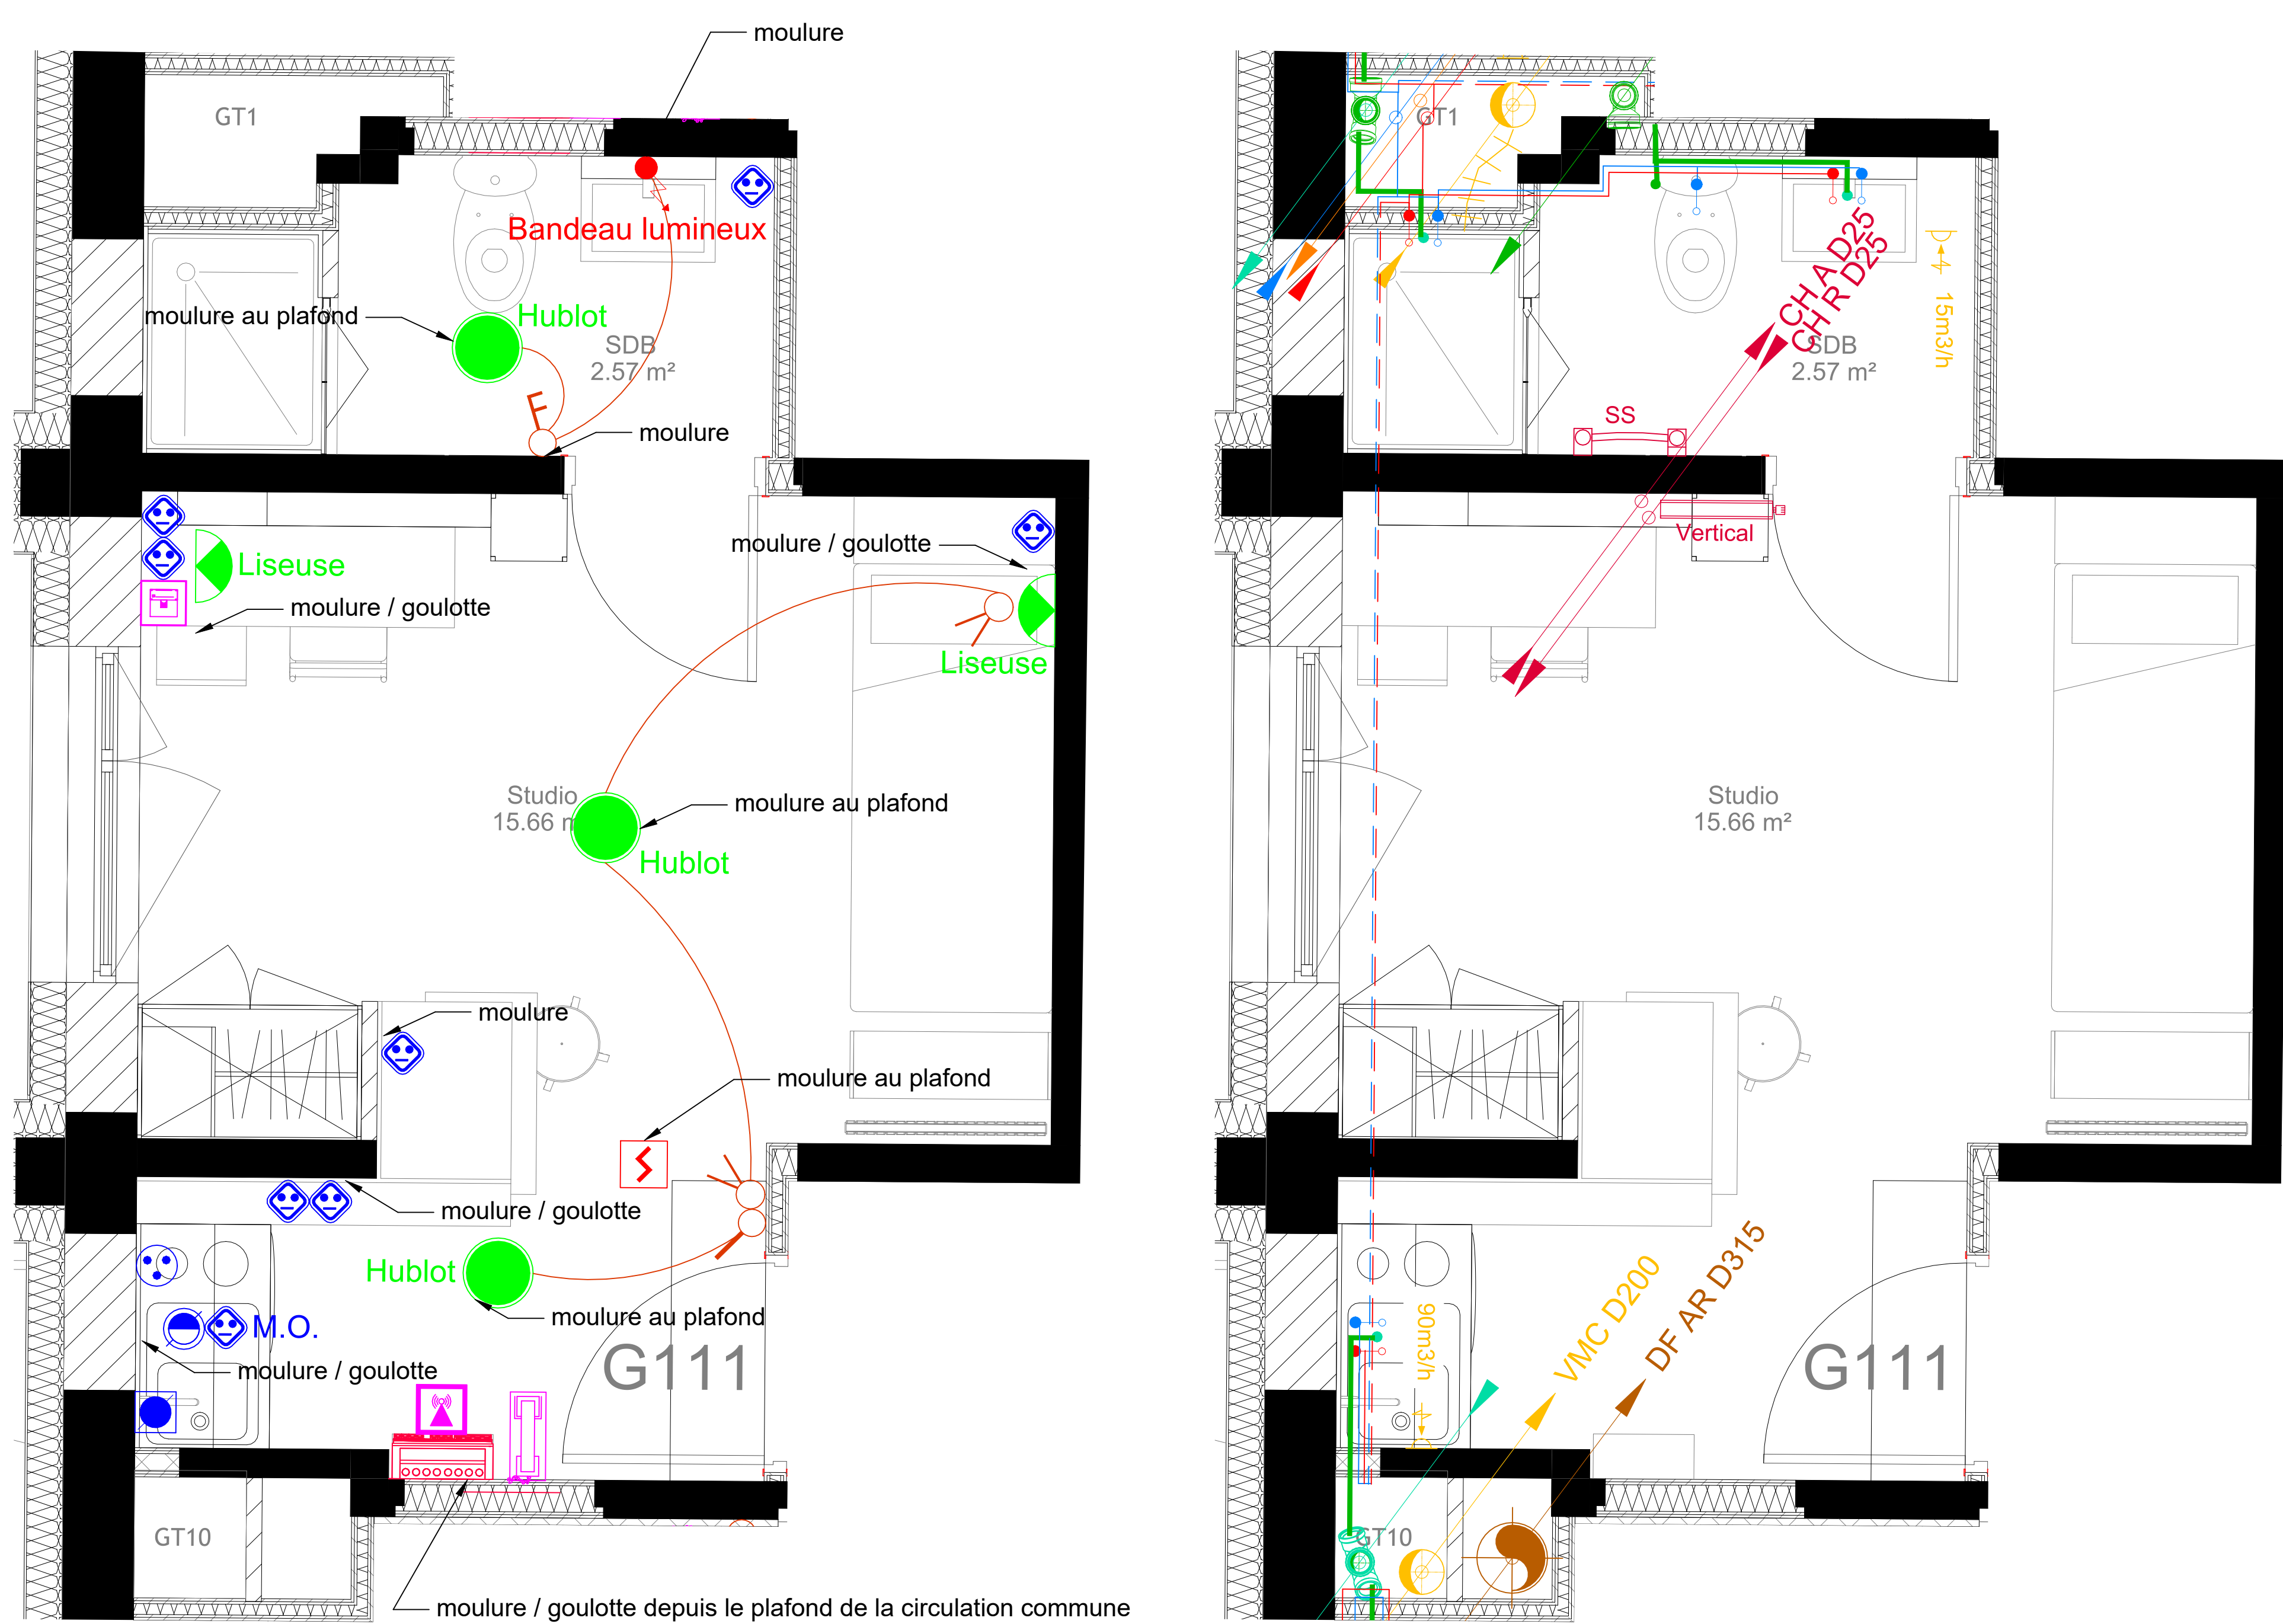 moulure
GT1
Bandeau lumineux
moulure au plafond
Hublot
SDB
2.57 m²
F
moulure
moulure / goulotte
Liseuse
moulure / goulotte
Liseuse
Studio
15.66 m
moulure au plafond
Hublot
moulure
moulure au plafond
moulure / goulotte
Hublot
moulure au plafond
M.O.
G111
moulure / goulotte
GT10
moulure / goulotte depuis le plafond de la circulation commune
GT1
CH A D25
CH R D25
15m3/h
SDB
2.57 m²
SS
Vertical
Studio
15.66 m²
VMC D200
DF AR D315
90m3/h
G111
GT10